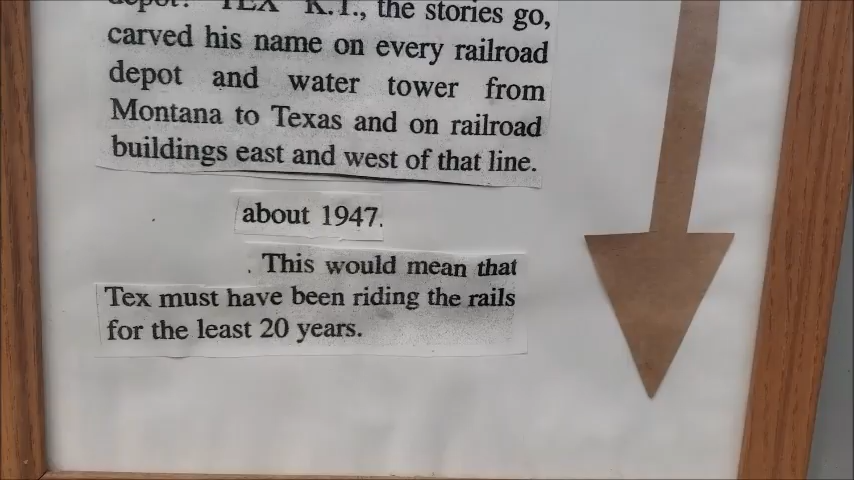 depot. "TEX" K.T., the stories go,
carved his name on every railroad
depot and water tower from
Montana to Texas and on railroad
buildings east and west of that line.
about 1947.
. This would mean that
Tex must have been riding the rails
for the least 20 years.